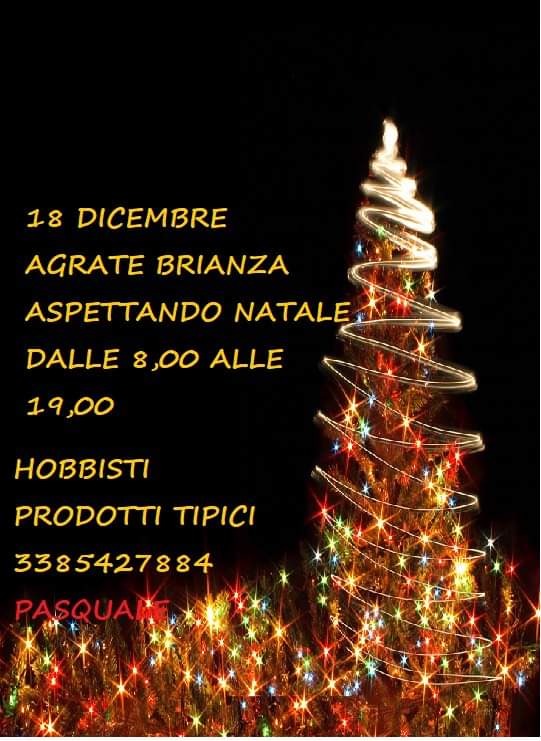 18 DICEMBRE
AGRATE BRIANZA
ASPETTANDO NATALE
DALLE 8,00 ALLE
19,00
HOBBISTI
PRODOTTI TIPICI
3385427884
PASQUALE